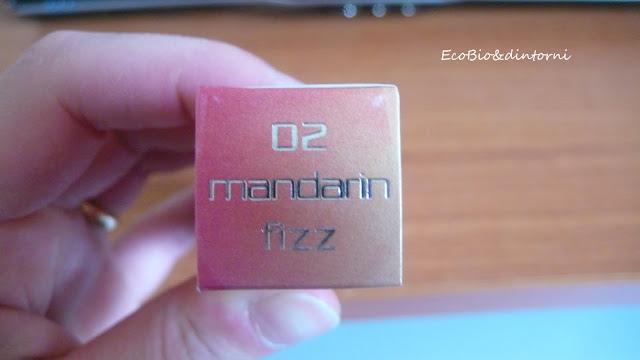 EcoBio&dintorni
02
mandarin
fizz